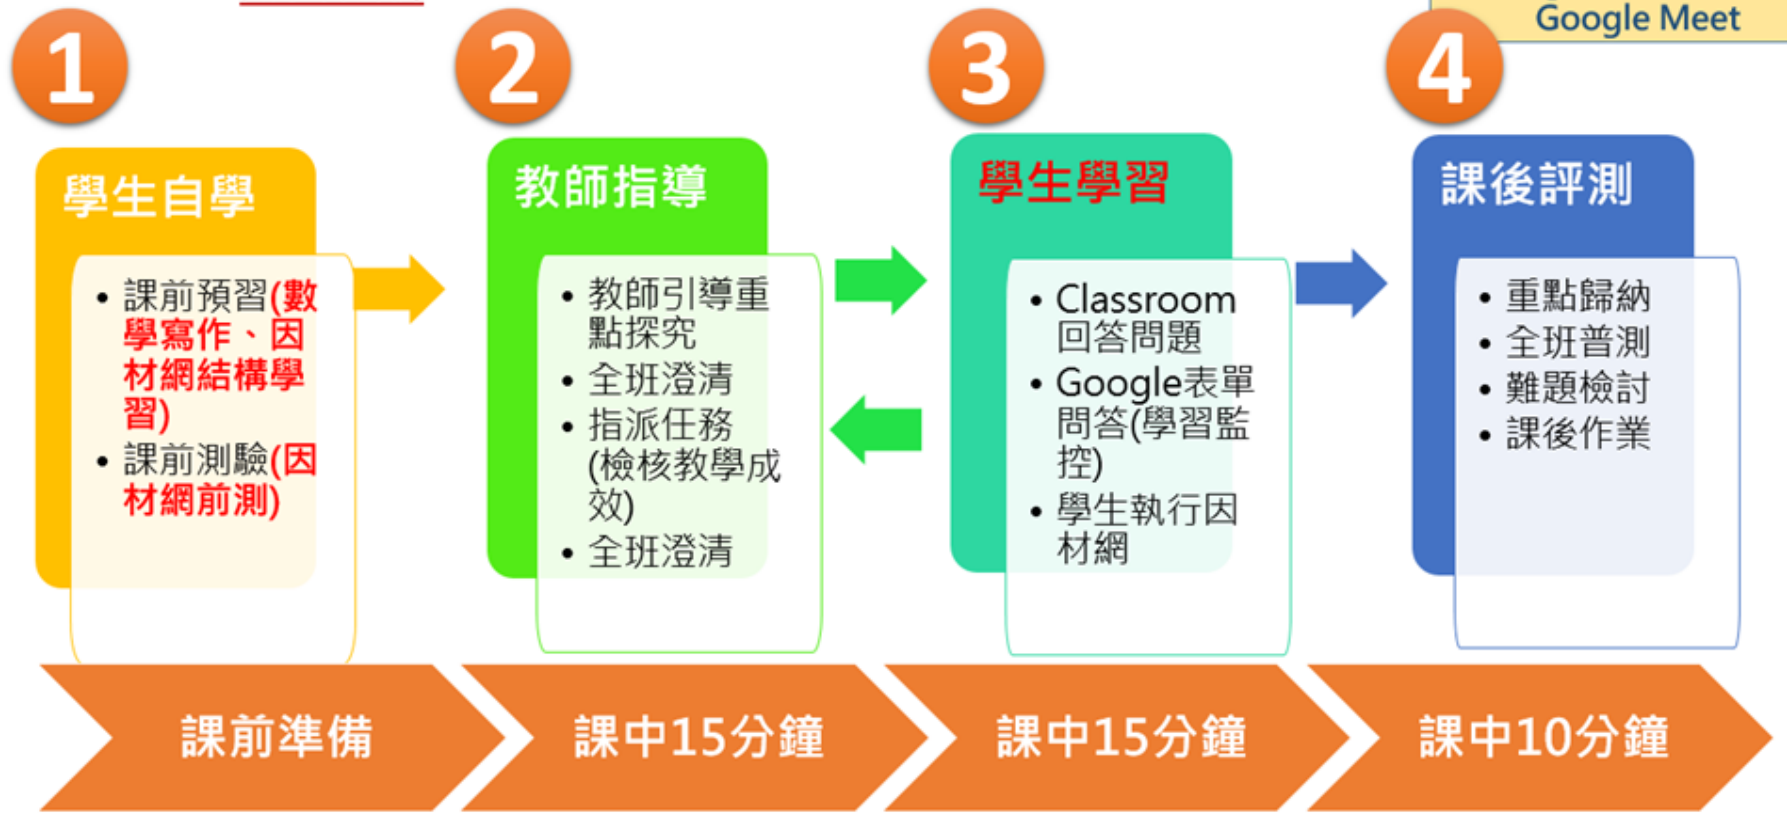 Google Meet
1
2
3
4
學生自學
• 課前預習(數
學寫作、因
材網結構學
習)
• 課前測驗(因
材網前測)
教師指導
• 教師引導重
點探究
• 全班澄清
• 指派任務
(檢核教學成
效)
• 全班澄清
學生學習
• Classroom
回答問題
• Google表單
問答(學習監
控)
• 學生執行因
材網
課後評測
• 重點歸納
• 全班普測
• 難題檢討
• 課後作業
課前準備
課中15分鐘
課中15分鐘
課中10分鐘